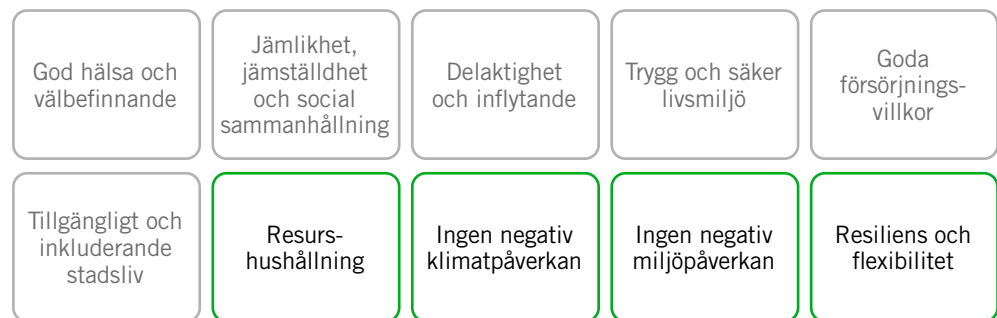 God hälsa och
välbefinnande
Jämlikhet,
jämställdhet
och social
sammanhållning
Delaktighet
och inflytande
Trygg och säker
livsmiljö
Goda
försörjnings-
villkor
Tillgängligt och
inkluderande
stadsliv
Resurs-
hushållning
Ingen negativ
klimatpåverkan
Ingen negativ
miljöpåverkan
Resiliens och
flexibilitet